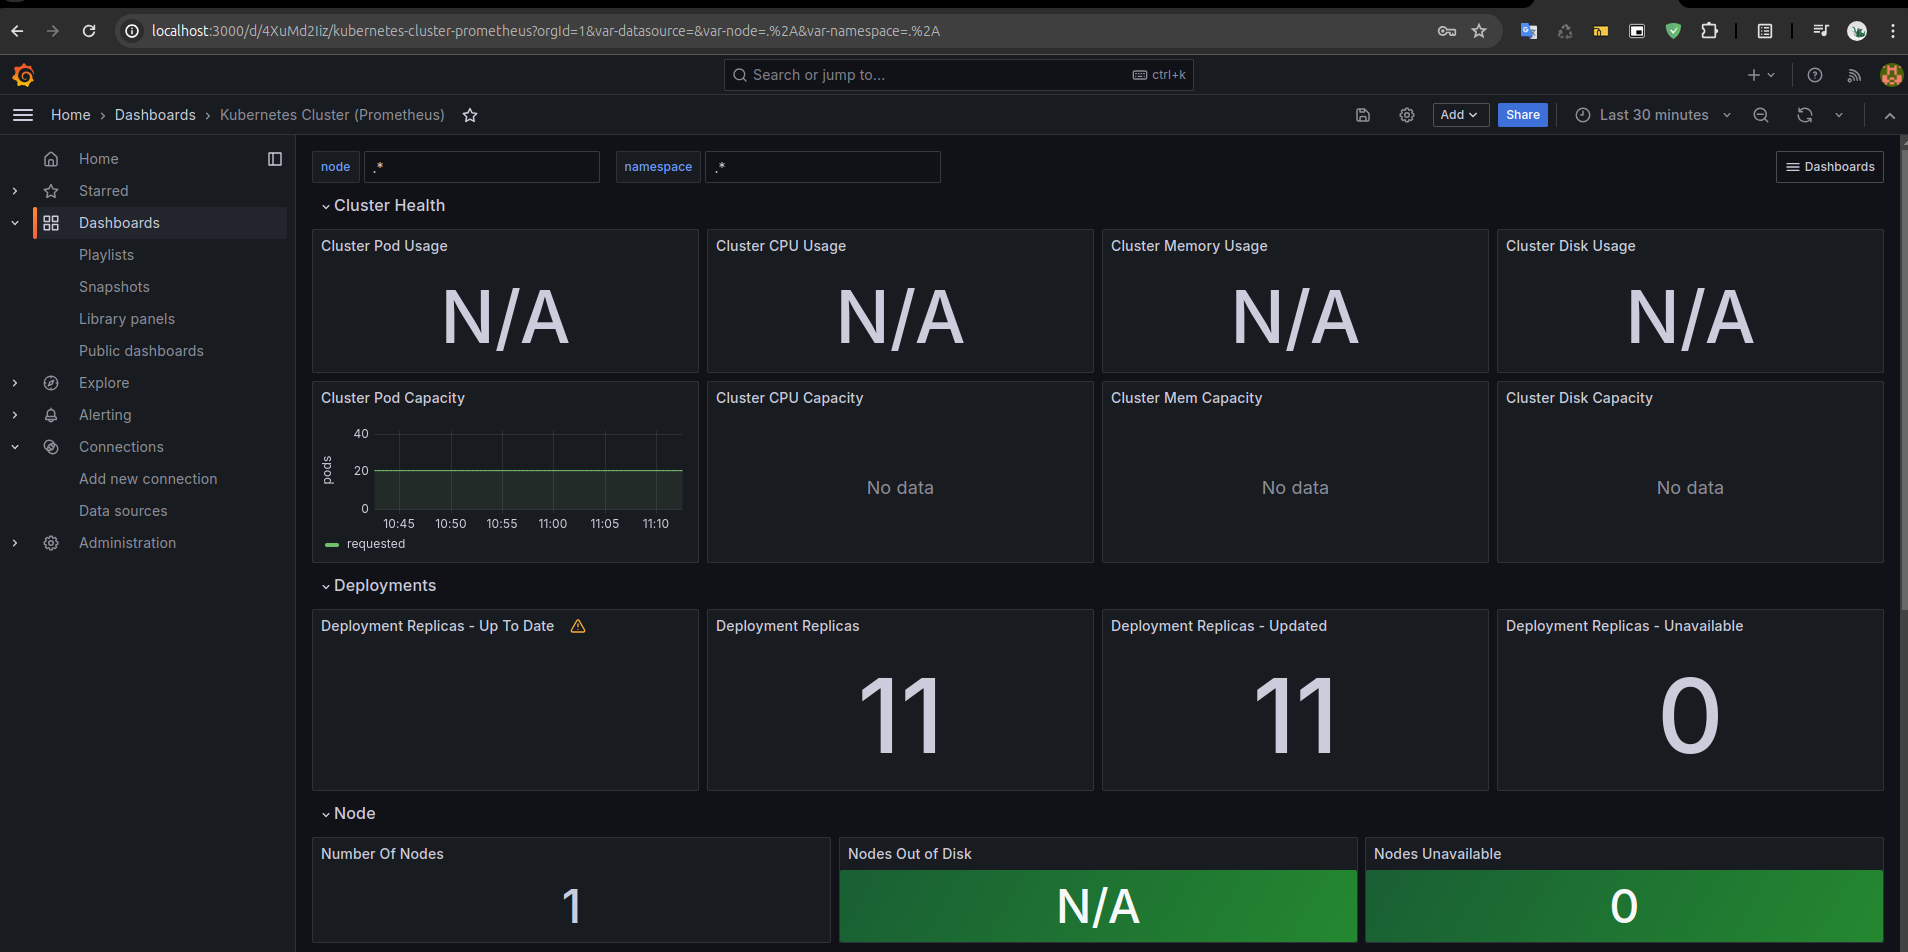 localhost:3000/d/4XuMd2Iiz/kubernetes-cluster-prometheus?orgId=1&var-datasource=&var-node=.%2A&var-namespace=.%2A
Search or jump to...
ctrl+k
Home › Dashboards › Kubernetes Cluster (Prometheus)
Add
Share
Last 30 minutes
Home
Starred
Dashboards
Playlists
Snapshots
Library panels
Public dashboards
Explore
Alerting
Connections
Add new connection
Data sources
Administration
node
.*
namespace
.*
Dashboards
Cluster Health
Cluster Pod Usage
N/A
Cluster CPU Usage
N/A
Cluster Memory Usage
N/A
Cluster Disk Usage
N/A
Cluster Pod Capacity
pods
40
20
0
10:45 10:50 10:55 11:00 11:05 11:10
requested
Cluster CPU Capacity
No data
Cluster Mem Capacity
No data
Cluster Disk Capacity
No data
Deployments
Deployment Replicas - Up To Date
Deployment Replicas
11
Deployment Replicas - Updated
11
Deployment Replicas - Unavailable
0
Node
Number Of Nodes
1
Nodes Out of Disk
N/A
Nodes Unavailable
0